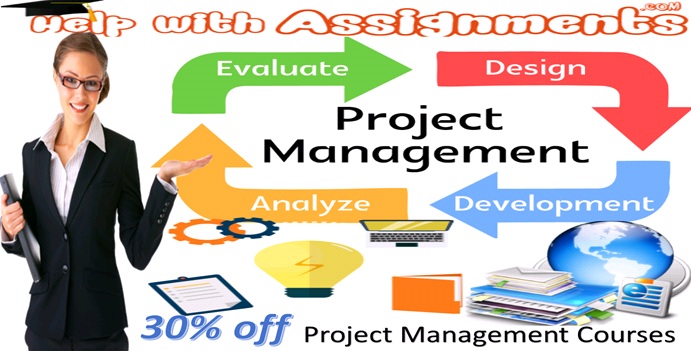 Help with Assignments
.COM
Evaluate
Design
Project
Management
Analyze
Development
30% off Project Management Courses